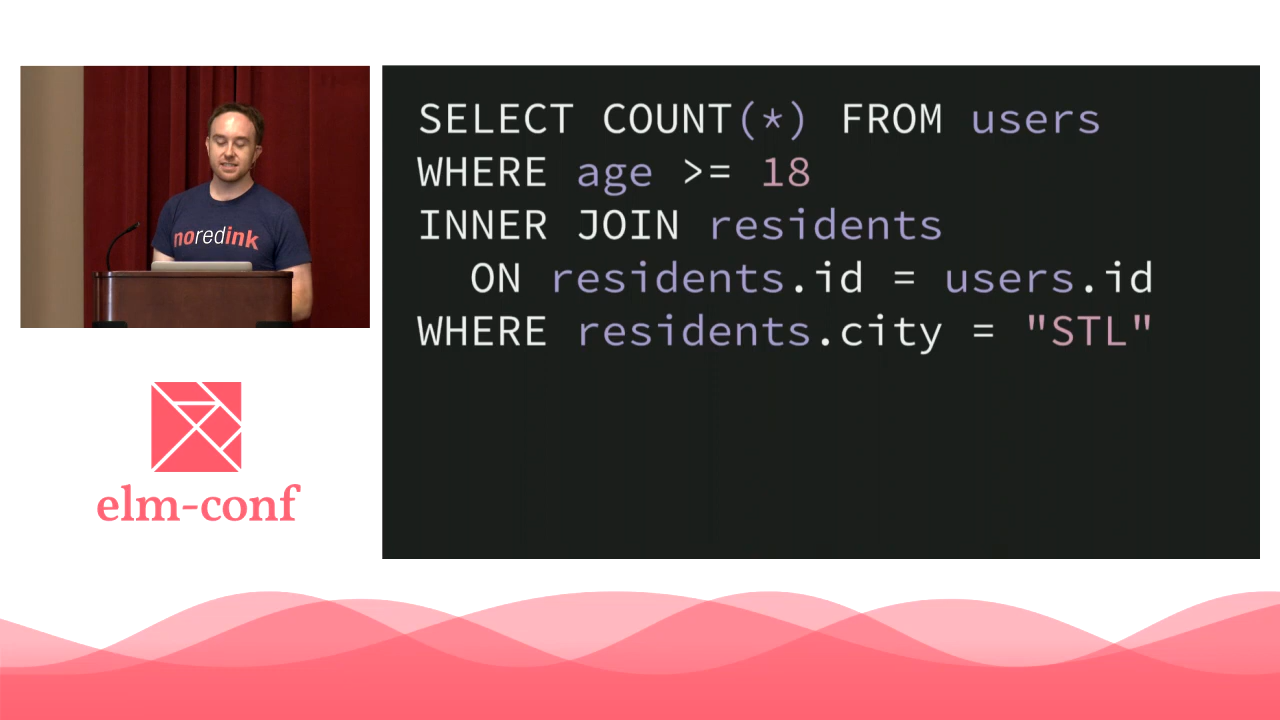 SELECT COUNT(*) FROM users
WHERE age >= 18
INNER JOIN residents
ON residents.id = users.id
WHERE residents.city = "STL"
noredink
elm-conf